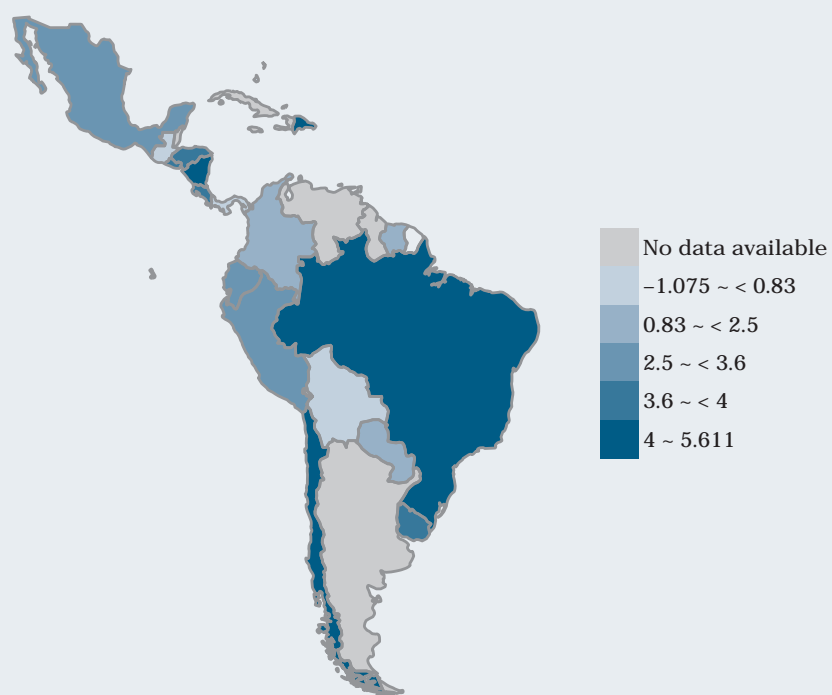 No data available
−1.075 ~ < 0.83
0.83 ~ < 2.5
2.5 ~ < 3.6
3.6 ~ < 4
4 ~ 5.611